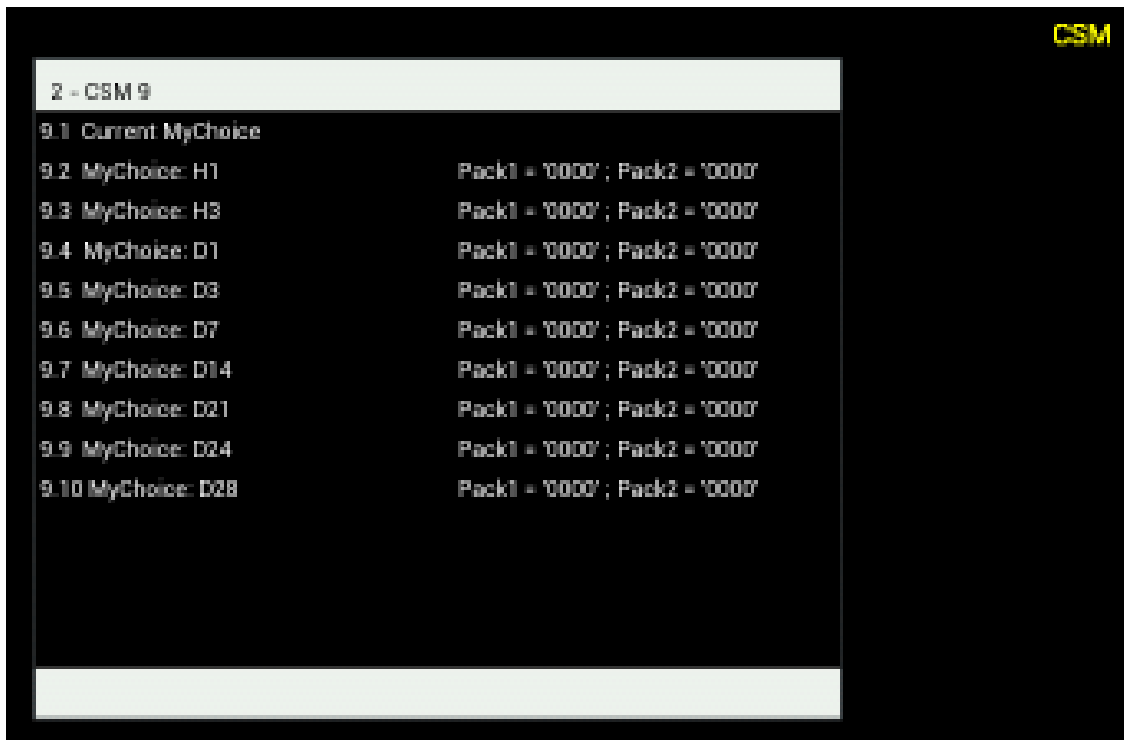 CSM
2 - CSM 9
9.1 Current MyChoice
9.2 MyChoice: H1 Pack1 = '0000' ; Pack2 = '0000'
9.3 MyChoice: H3 Pack1 = '0000' ; Pack2 = '0000'
9.4 MyChoice: D1 Pack1 = '0000' ; Pack2 = '0000'
9.5 MyChoice: D3 Pack1 = '0000' ; Pack2 = '0000'
9.6 MyChoice: D7 Pack1 = '0000' ; Pack2 = '0000'
9.7 MyChoice: D14 Pack1 = '0000' ; Pack2 = '0000'
9.8 MyChoice: D21 Pack1 = '0000' ; Pack2 = '0000'
9.9 MyChoice: D24 Pack1 = '0000' ; Pack2 = '0000'
9.10 MyChoice: D28 Pack1 = '0000' ; Pack2 = '0000'